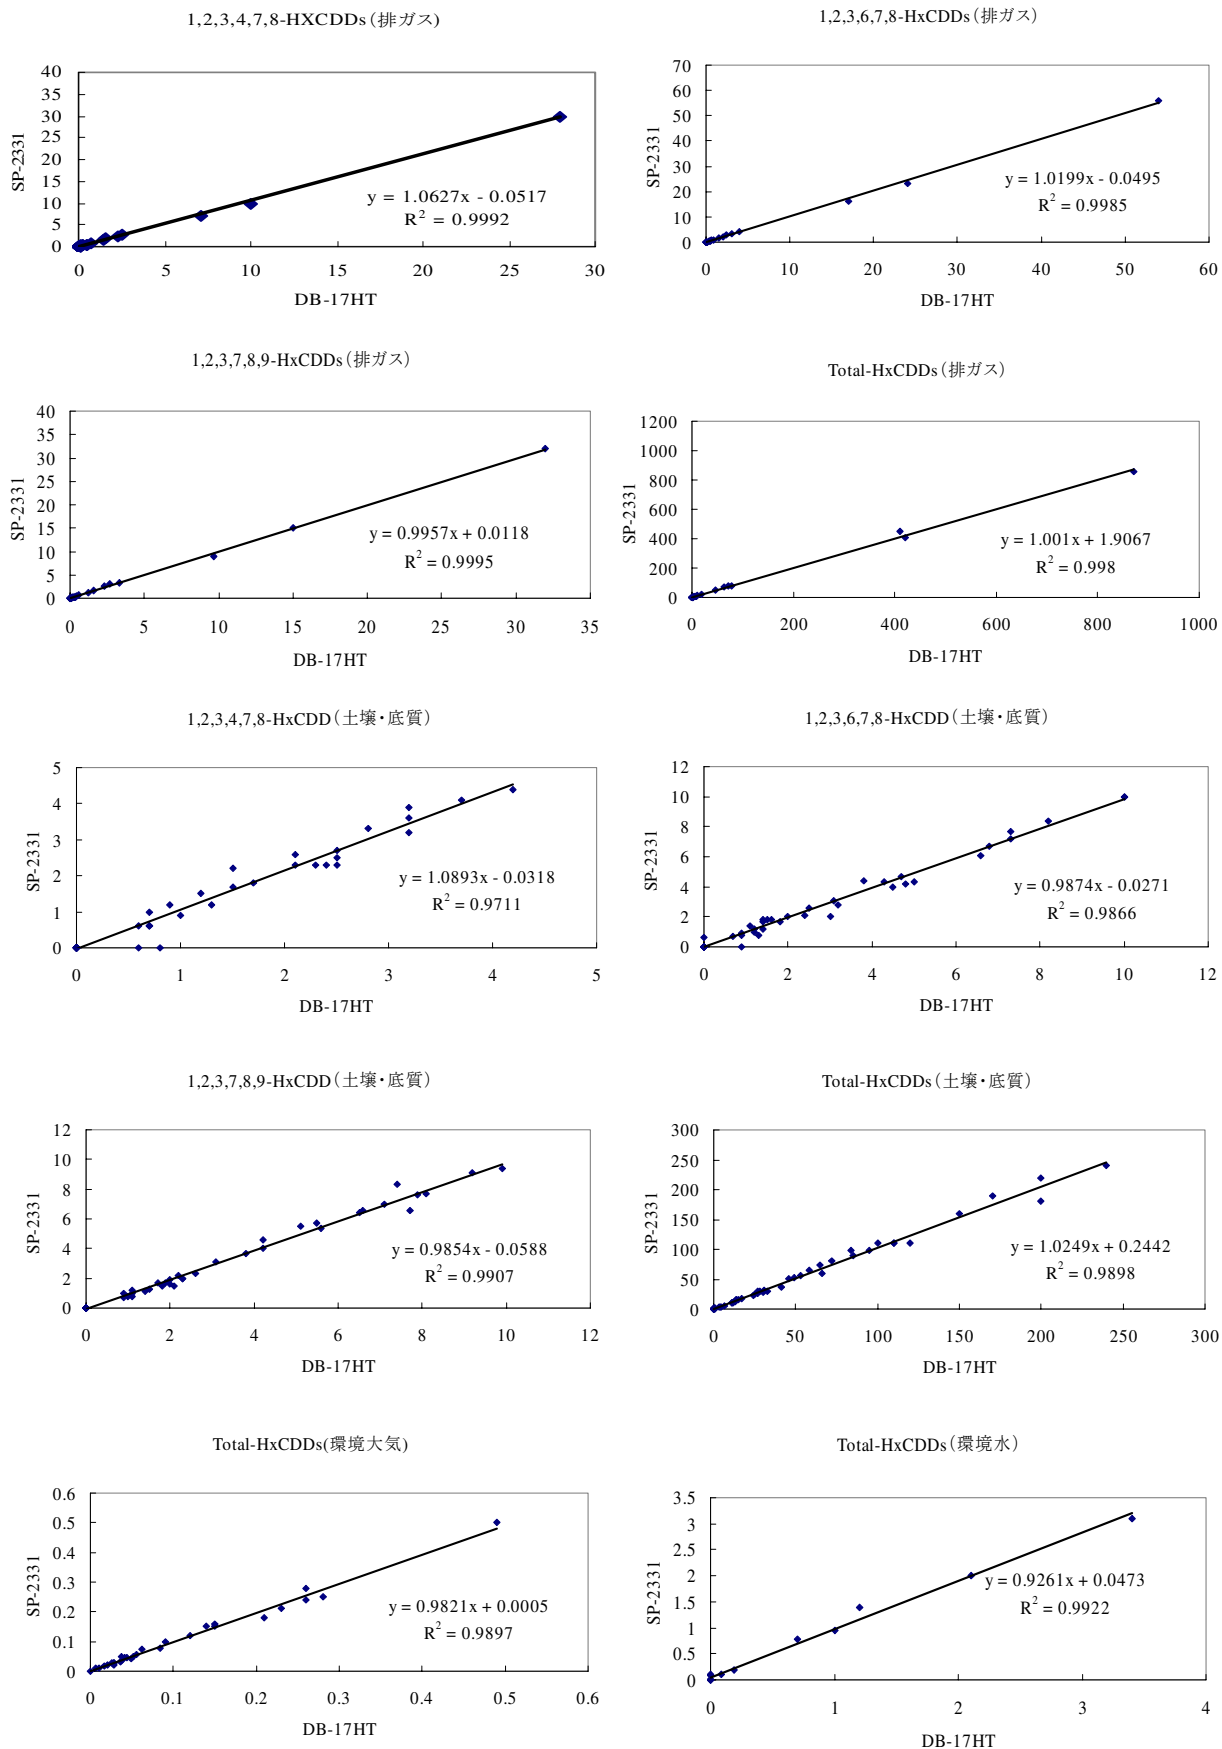 1,2,3,4,7,8-HXCDDs(排ガス)
40
35
30
25
20
15
10
5
0
SP-2331
y = 1.0627x - 0.0517
R² = 0.9992
0 5 10 15 20 25 30
DB-17HT
1,2,3,6,7,8-HxCDDs(排ガス)
70
60
50
40
30
20
10
0
SP-2331
y = 1.0199x - 0.0495
R² = 0.9985
0 10 20 30 40 50 60
DB-17HT
1,2,3,7,8,9-HxCDDs(排ガス)
40
35
30
25
20
15
10
5
0
SP-2331
y = 0.9957x + 0.0118
R² = 0.9995
0 5 10 15 20 25 30 35
DB-17HT
Total-HxCDDs(排ガス)
1200
1000
800
600
400
200
0
SP-2331
y = 1.001x + 1.9067
R² = 0.998
0 200 400 600 800 1000
DB-17HT
1,2,3,4,7,8-HxCDD(土壌・底質)
5
4
3
2
1
0
SP-2331
y = 1.0893x - 0.0318
R² = 0.9711
0 1 2 3 4 5
DB-17HT
1,2,3,6,7,8-HxCDD(土壌・底質)
12
10
8
6
4
2
0
SP-2331
y = 0.9874x - 0.0271
R² = 0.9866
0 2 4 6 8 10 12
DB-17HT
1,2,3,7,8,9-HxCDD(土壌・底質)
12
10
8
6
4
2
0
SP-2331
y = 0.9854x - 0.0588
R² = 0.9907
0 2 4 6 8 10 12
DB-17HT
Total-HxCDDs(土壌・底質)
300
250
200
150
100
50
0
SP-2331
y = 1.0249x + 0.2442
R² = 0.9898
0 50 100 150 200 250 300
DB-17HT
Total-HxCDDs(環境大気)
0.6
0.5
0.4
0.3
0.2
0.1
0
SP-2331
y = 0.9821x + 0.0005
R² = 0.9897
0 0.1 0.2 0.3 0.4 0.5 0.6
DB-17HT
Total-HxCDDs(環境水)
3.5
3
2.5
2
1.5
1
0.5
0
SP-2331
y = 0.9261x + 0.0473
R² = 0.9922
0 1 2 3 4
DB-17HT